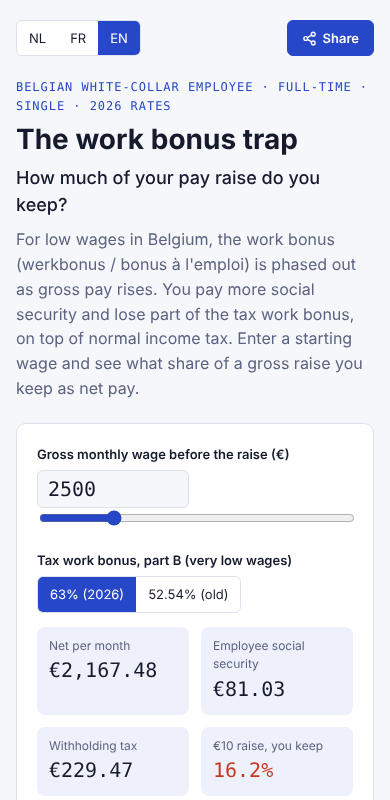 NL FR EN Share
BELGIAN WHITE-COLLAR EMPLOYEE · FULL-TIME ·
SINGLE · 2026 RATES
The work bonus trap
How much of your pay raise do you
keep?
For low wages in Belgium, the work bonus
(werkbonus / bonus à l'emploi) is phased out
as gross pay rises. You pay more social
security and lose part of the tax work bonus,
on top of normal income tax. Enter a starting
wage and see what share of a gross raise you
keep as net pay.
Gross monthly wage before the raise (€)
2500
Tax work bonus, part B (very low wages)
63% (2026) 52.54% (old)
Net per month
€2,167.48
Employee social
security
€81.03
Withholding tax
€229.47
€10 raise, you keep
16.2%